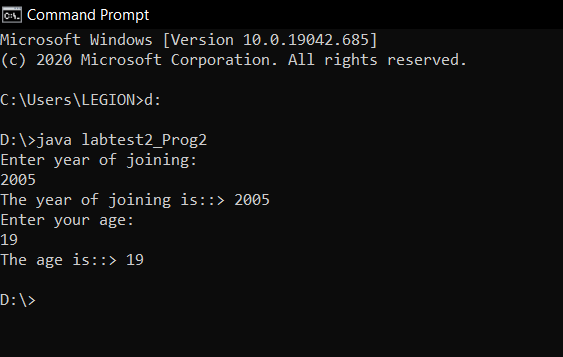 Command Prompt
Microsoft Windows [Version 10.0.19042.685]
(c) 2020 Microsoft Corporation. All rights reserved.
C:\Users\LEGION>d:
D:\>java labtest2_Prog2
Enter year of joining:
2005
The year of joining is::> 2005
Enter your age:
19
The age is::> 19
D:\>